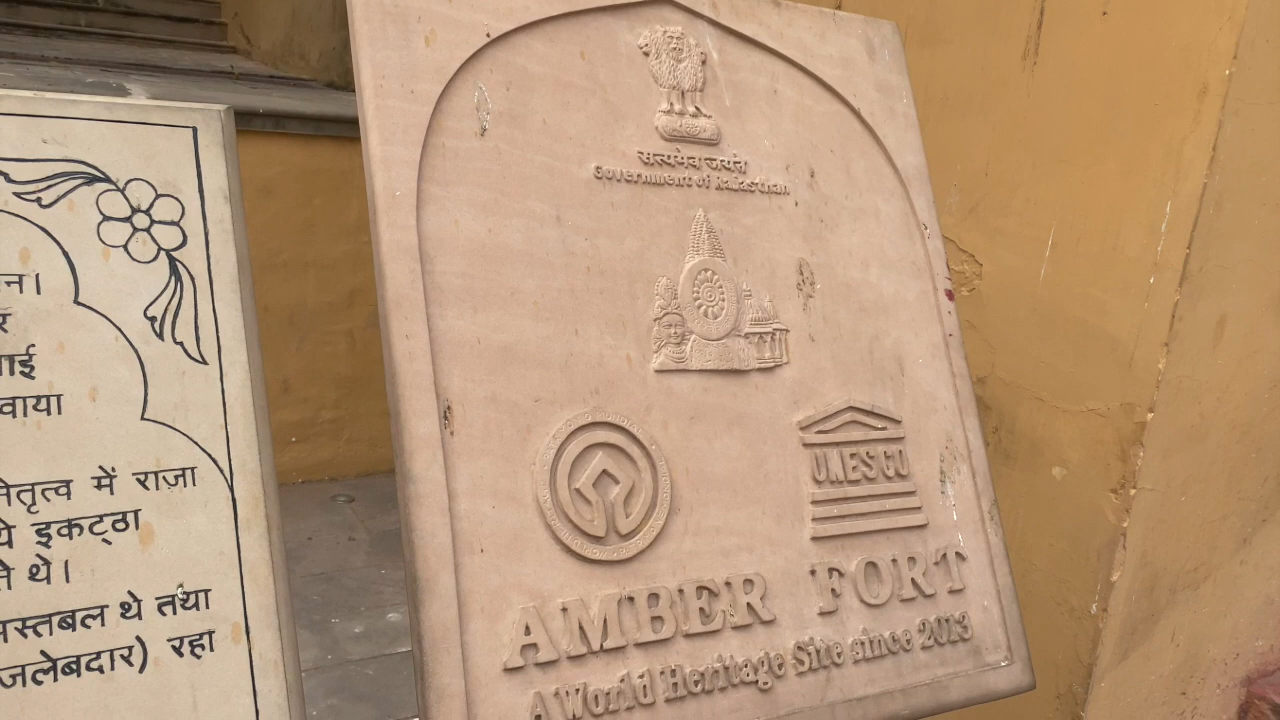 न।
र
ाई
वाया
नेतृत्व में राजा
ये इकट्ठा
ते थे।
अस्तबल थे तथा
जलेबदार) रहा
सत्यमेव जयते
Government of Rajasthan
UNESCO
AMBER FORT
A World Heritage Site since 2013